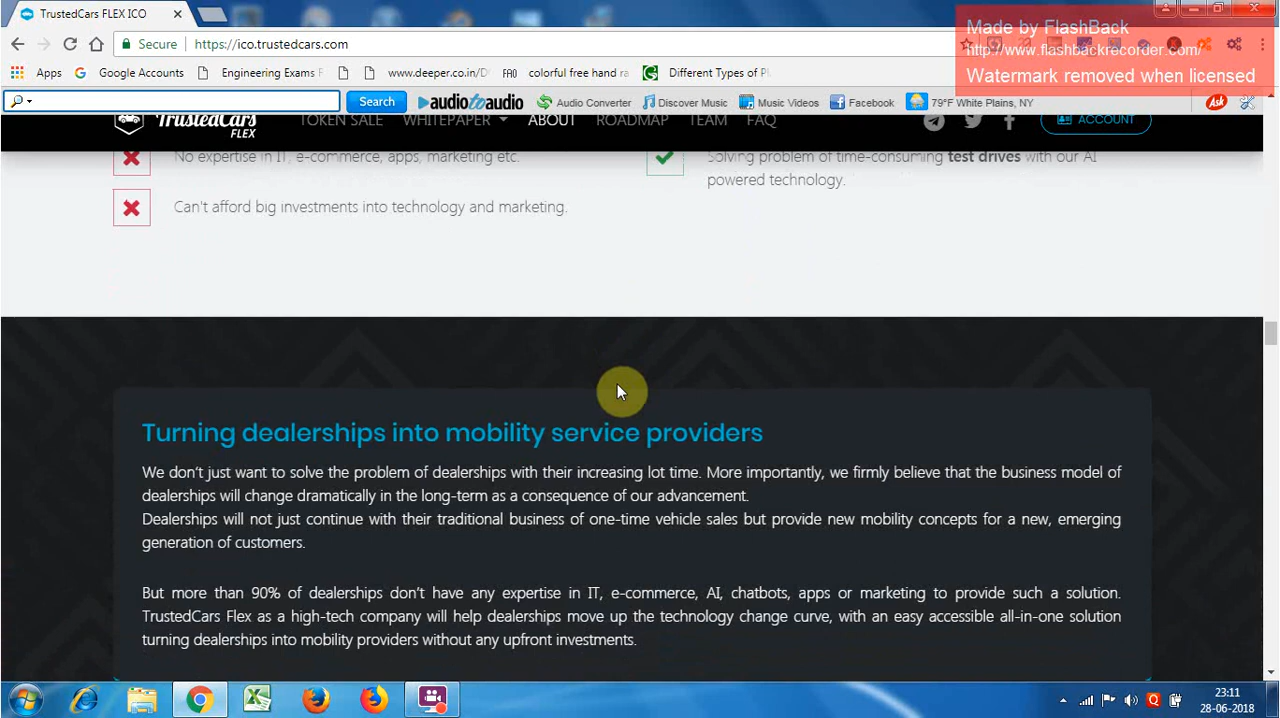 TrustedCars FLEX ICO
Made by FlashBack
Secure https://ico.trustedcars.com
http://www.flashbackrecorder.com/
Apps Google Accounts Engineering Exams F www.deeper.co.in/D colorful free hand ra Different Types of Pl
Watermark removed when licensed
Search audio to audio Audio Converter Discover Music Music Videos Facebook 79°F White Plains, NY Ask
TrustedCars
FLEX
TOKEN SALE WHITEPAPER ABOUT ROADMAP TEAM FAQ ACCOUNT
No expertise in IT, e-commerce, apps, marketing etc.
Can't afford big investments into technology and marketing.
Solving problem of time-consuming test drives with our AI
powered technology.
Turning dealerships into mobility service providers
We don't just want to solve the problem of dealerships with their increasing lot time. More importantly, we firmly believe that the business model of
dealerships will change dramatically in the long-term as a consequence of our advancement.
Dealerships will not just continue with their traditional business of one-time vehicle sales but provide new mobility concepts for a new, emerging
generation of customers.
But more than 90% of dealerships don't have any expertise in IT, e-commerce, AI, chatbots, apps or marketing to provide such a solution.
TrustedCars Flex as a high-tech company will help dealerships move up the technology change curve, with an easy accessible all-in-one solution
turning dealerships into mobility providers without any upfront investments.
23:11
28-06-2018